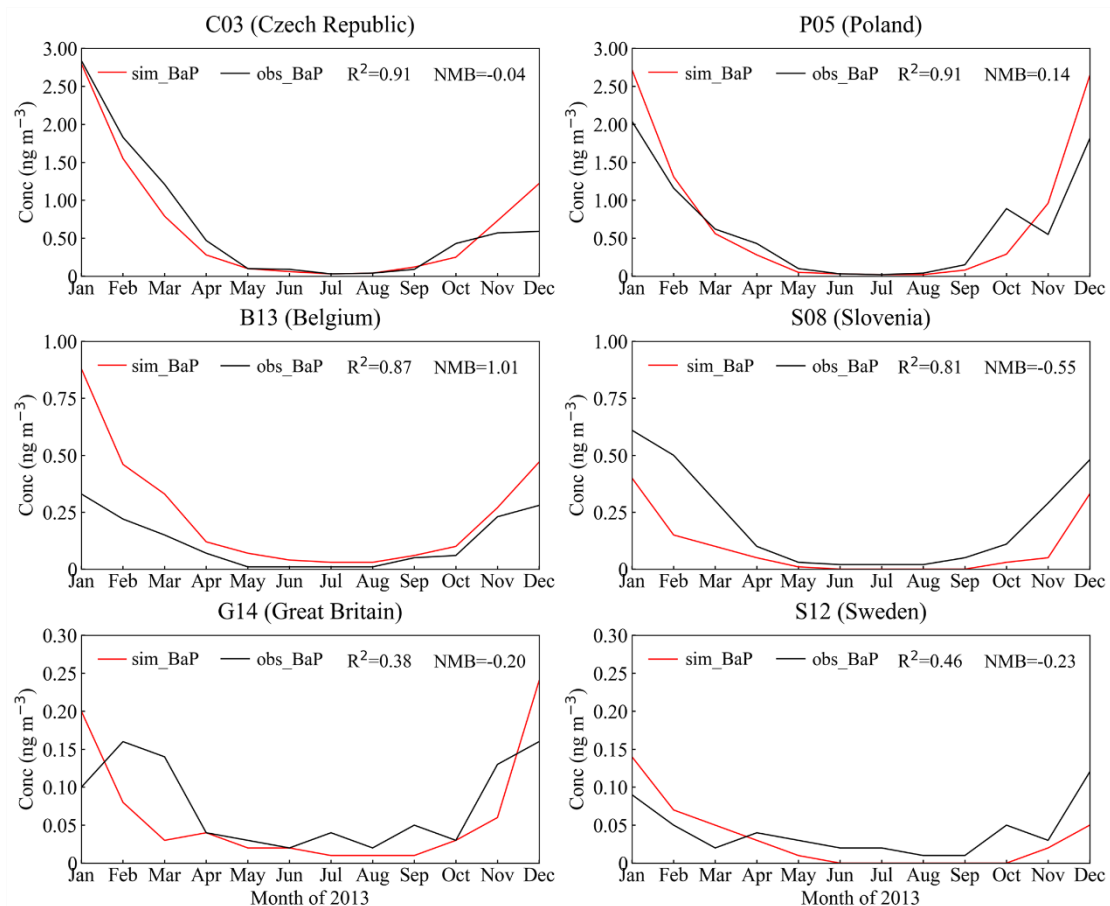 C03 (Czech Republic)
P05 (Poland)
3.00
2.50
2.00
1.50
1.00
0.50
0
Conc (ng m⁻³)
sim_BaP obs_BaP R²=0.91 NMB=-0.04
Jan Feb Mar Apr May Jun Jul Aug Sep Oct Nov Dec
3.00
2.50
2.00
1.50
1.00
0.50
0
Conc (ng m⁻³)
sim_BaP obs_BaP R²=0.91 NMB=0.14
Jan Feb Mar Apr May Jun Jul Aug Sep Oct Nov Dec
B13 (Belgium)
S08 (Slovenia)
1.00
0.75
0.50
0.25
0
Conc (ng m⁻³)
sim_BaP obs_BaP R²=0.87 NMB=1.01
Jan Feb Mar Apr May Jun Jul Aug Sep Oct Nov Dec
1.00
0.75
0.50
0.25
0
Conc (ng m⁻³)
sim_BaP obs_BaP R²=0.81 NMB=-0.55
Jan Feb Mar Apr May Jun Jul Aug Sep Oct Nov Dec
G14 (Great Britain)
S12 (Sweden)
0.30
0.25
0.20
0.15
0.10
0.05
0.00
Conc (ng m⁻³)
sim_BaP obs_BaP R²=0.38 NMB=-0.20
Jan Feb Mar Apr May Jun Jul Aug Sep Oct Nov Dec
Month of 2013
0.30
0.25
0.20
0.15
0.10
0.05
0.00
Conc (ng m⁻³)
sim_BaP obs_BaP R²=0.46 NMB=-0.23
Jan Feb Mar Apr May Jun Jul Aug Sep Oct Nov Dec
Month of 2013